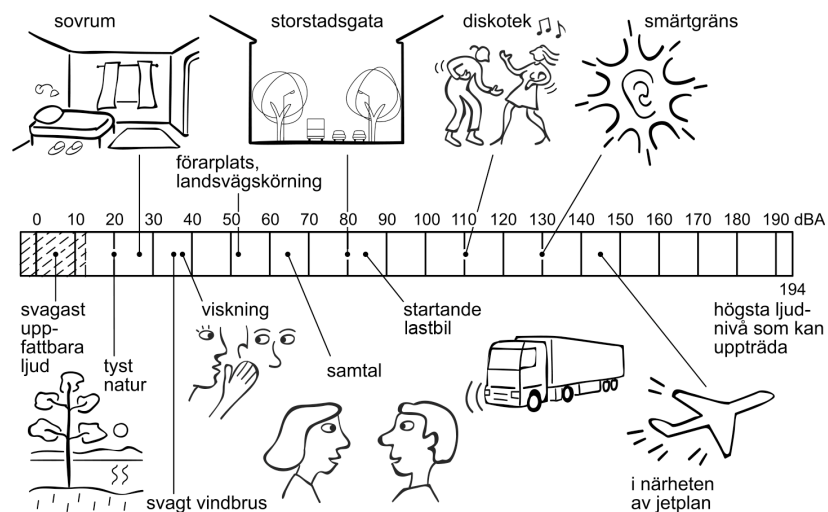 sovrum
storstadsgata
diskotek
smärtgräns
förarplats,
landsvägskörning
0 10 20 30 40 50 60 70 80 90 100 110 120 130 140 150 160 170 180 190 dBA
194
svagast
upp-
fattbara
ljud
tyst
natur
viskning
samtal
startande
lastbil
högsta ljud-
nivå som kan
uppträda
svagt vindbrus
i närheten
av jetplan